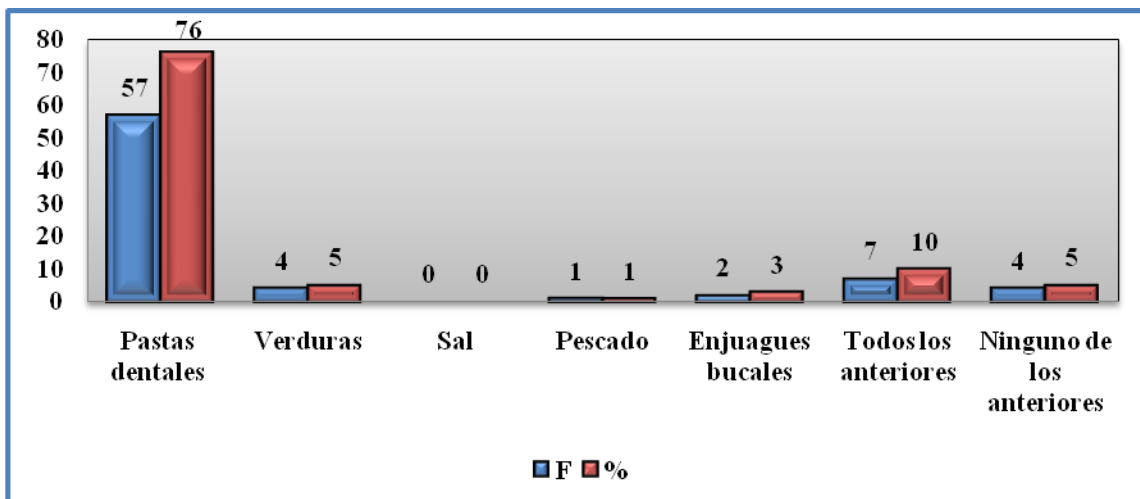 80
70
60
50
40
30
20
10
0
57
76
4
5
0
0
1
1
2
3
7
10
4
5
Pastas
dentales
Verduras
Sal
Pescado
Enjuagues
bucales
Todos los
anteriores
Ninguno de
los
anteriores
F
%